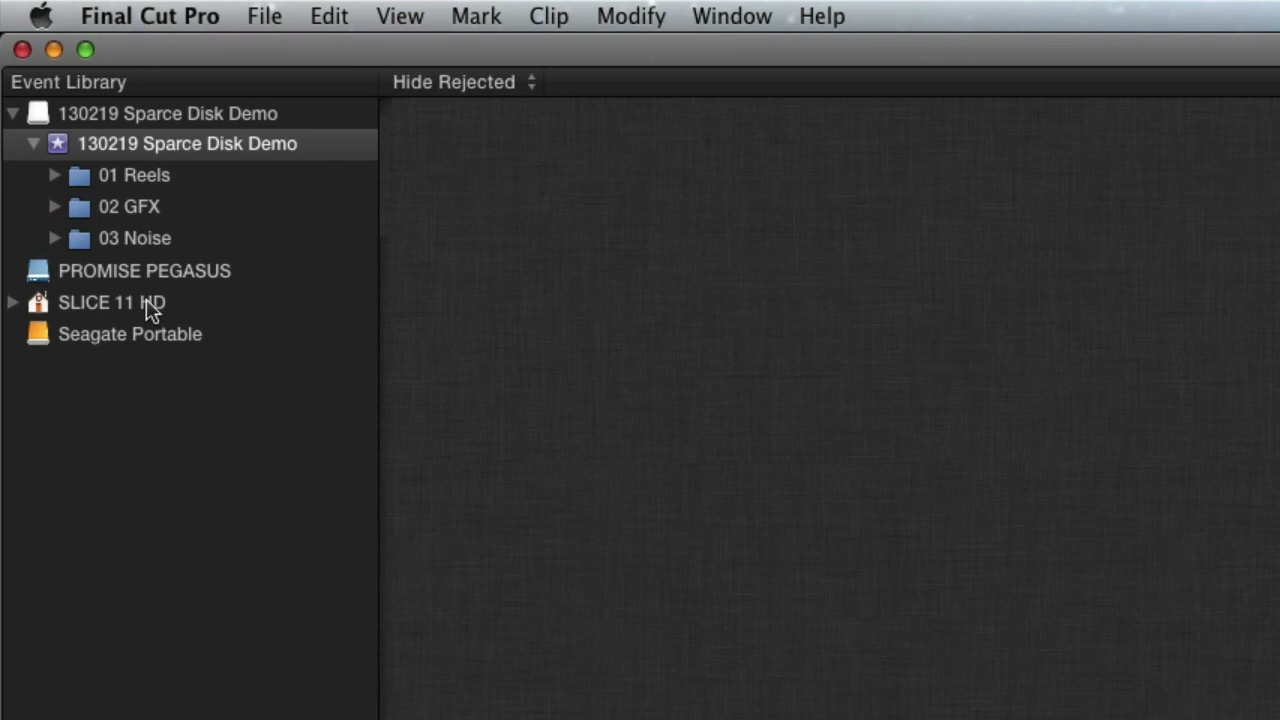 Final Cut Pro File Edit View Mark Clip Modify Window Help
Event Library
Hide Rejected
130219 Sparce Disk Demo
130219 Sparce Disk Demo
01 Reels
02 GFX
03 Noise
PROMISE PEGASUS
SLICE 11 HD
Seagate Portable